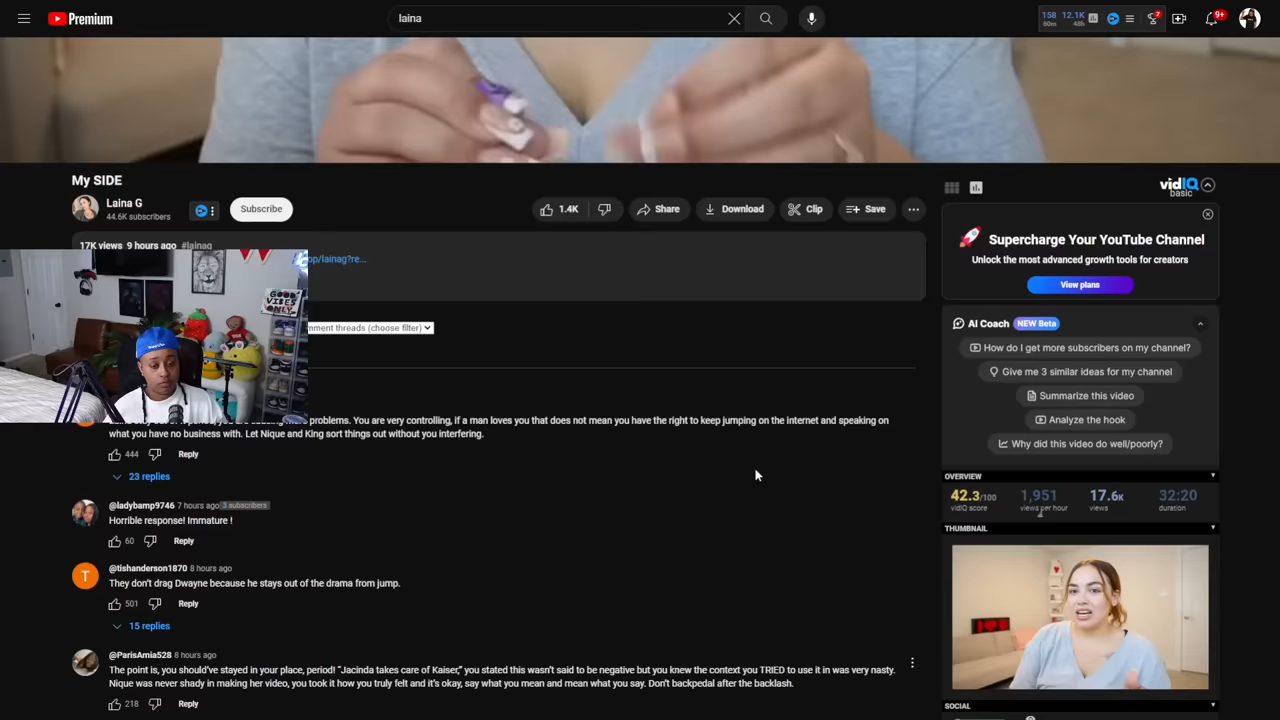 Premium
laina
158
60m
12.1K
48h
7
9+
My SIDE
Laina G
44.6K subscribers
Subscribe
1.4K
Share
Download
Clip
Save
17K views 9 hours ago #lainag
op/lainag?re...
mment threads (choose filter)
GOOD
VIBES
ONLY
problems. You are very controlling, if a man loves you that does not mean you have the right to keep jumping on the internet and speaking on
what you have no business with. Let Nique and King sort things out without you interfering.
444
Reply
23 replies
@ladybamp9746 7 hours ago 3 subscribers
Horrible response! Immature !
60
Reply
T
@tishanderson1870 8 hours ago
They don't drag Dwayne because he stays out of the drama from jump.
501
Reply
15 replies
@ParisAmia528 8 hours ago
The point is, you should've stayed in your place, period! "Jacinda takes care of Kaiser," you stated this wasn't said to be negative but you knew the context you TRIED to use it in was very nasty.
Nique was never shady in making her video, you took it how you truly felt and it's okay, say what you mean and mean what you say. Don't backpedal after the backlash.
218
Reply
vidIQ
basic
Supercharge Your YouTube Channel
Unlock the most advanced growth tools for creators
View plans
AI Coach NEW Beta
How do I get more subscribers on my channel?
Give me 3 similar ideas for my channel
Summarize this video
Analyze the hook
Why did this video do well/poorly?
OVERVIEW
42.3/100
vidIQ score
1,951
views per hour
17.6K
views
32:20
duration
THUMBNAIL
SOCIAL